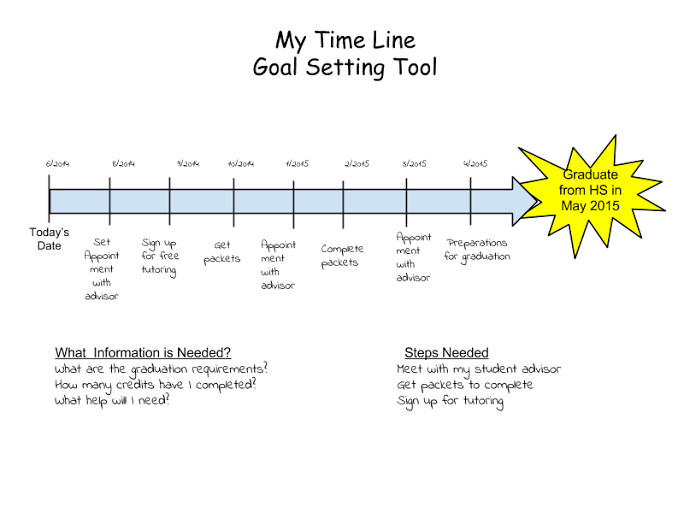 My Time Line
Goal Setting Tool
6/2014 8/2014 9/2014 10/2014 1/2015 2/2015 3/2015 4/2015
Graduate
from HS in
May 2015
Today's
Date
Set
Appoint
ment
with
advisor
Sign up
for free
tutoring
Get
packets
Appoint
ment
with
advisor
Complete
packets
Appoint
ment
with
advisor
Preparations
for graduation
What Information is Needed?
What are the graduation requirements?
How many credits have I completed?
What help will I need?
Steps Needed
Meet with my student advisor
Get packets to complete
Sign up for tutoring